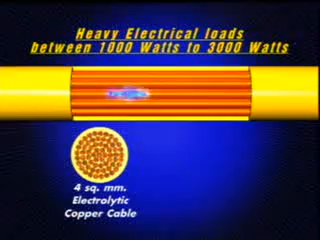 Heavy Electrical loads
between 1000 Watts to 3000 Watts
4 sq. mm.
Electrolytic
Copper Cable